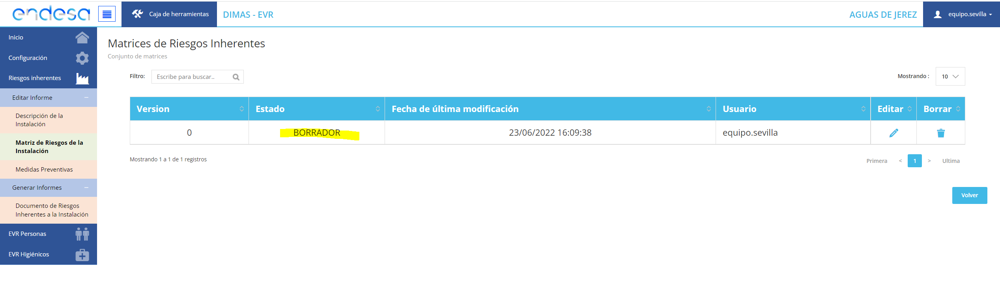 endesa
Caja de herramientas
DIMAS - EVR
AGUAS DE JEREZ
equipo.sevilla
Inicio
Configuración
Riesgos inherentes
Editar Informe
Descripción de la
Instalación
Matriz de Riesgos de la
Instalación
Medidas Preventivas
Generar Informes
Documento de Riesgos
Inherentes a la Instalación
EVR Personas
EVR Higiénicos
Matrices de Riesgos Inherentes
Conjunto de matrices
Filtro: Escribe para buscar..
Mostrando : 10
Version Estado Fecha de última modificación Usuario Editar Borrar
0 BORRADOR 23/06/2022 16:09:38 equipo.sevilla
Mostrando 1 a 1 de 1 registros
Primera < 1 > Ultima
Volver